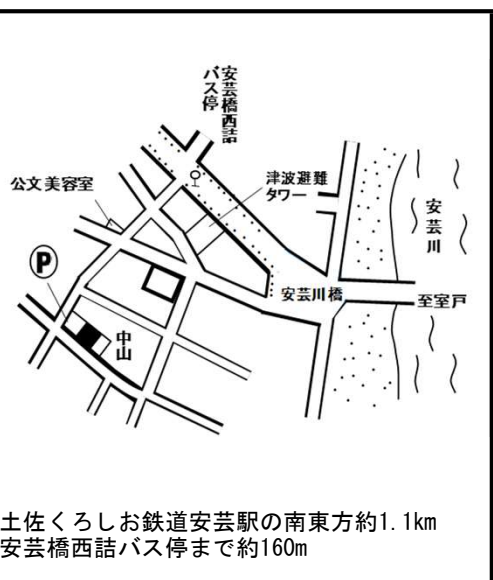 安芸橋西詰
バス停
公文美容室
津波避難
タワー
安芸川
P
安芸川橋
至室戸
中山
土佐くろしお鉄道安芸駅の南東方約1.1km
安芸橋西詰バス停まで約160m